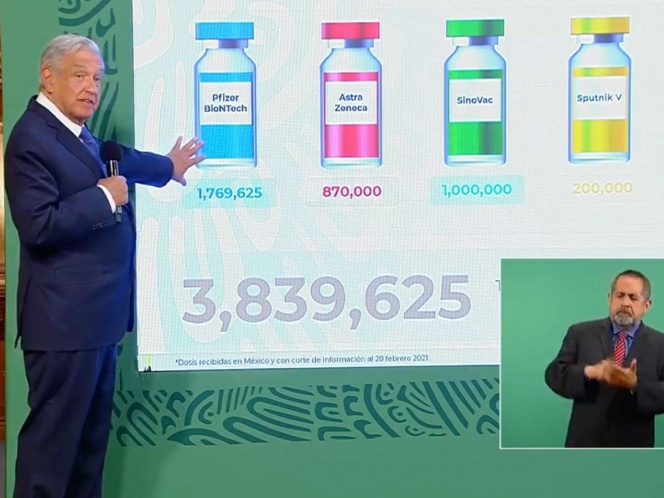 Pfizer
BioNTech
Astra
Zeneca
SinoVac
Sputnik V
1,769,625
870,000
1,000,000
200,000
3,839,625
*Dosis recibidas en México y con corte de información al 28 febrero 2021.